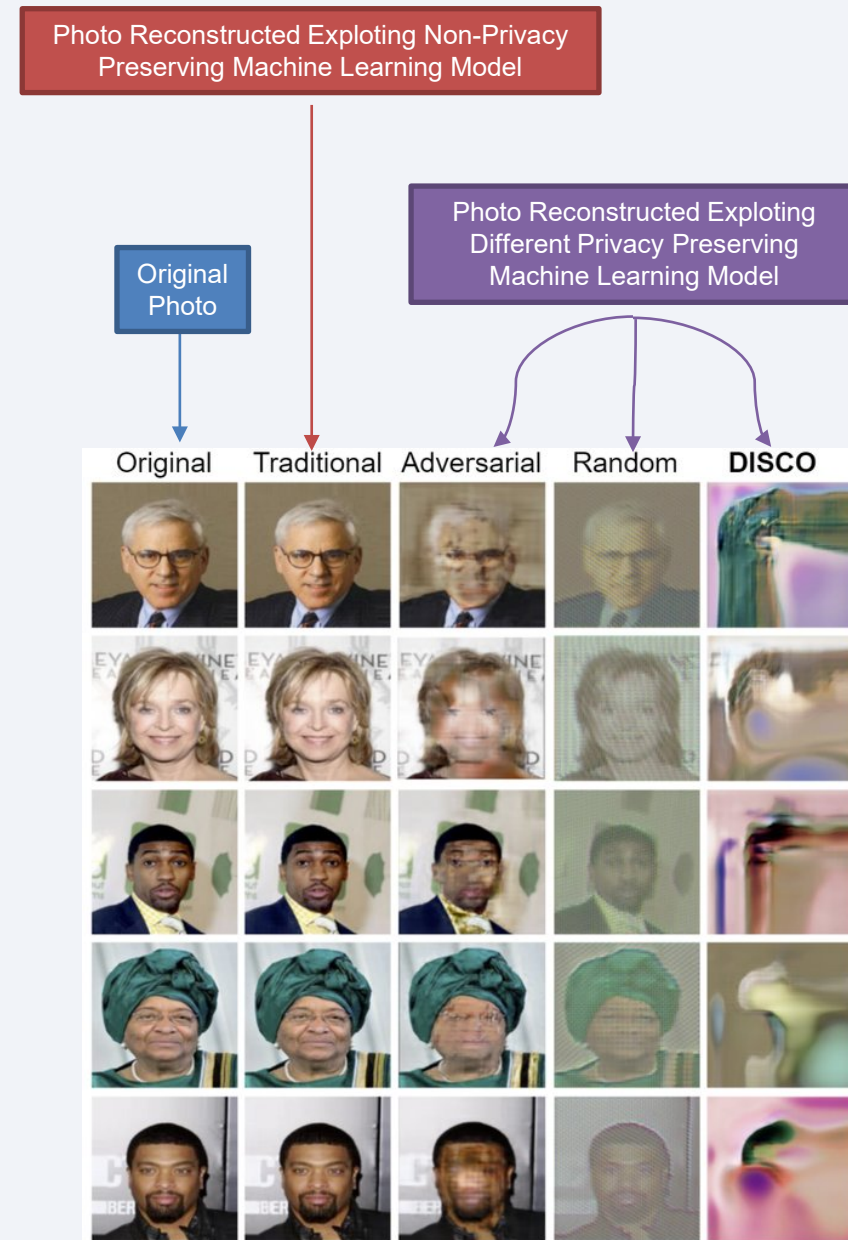 Photo Reconstructed Exploting Non-Privacy
Preserving Machine Learning Model
Photo Reconstructed Exploting
Different Privacy Preserving
Machine Learning Model
Original
Photo
Original Traditional Adversarial Random DISCO